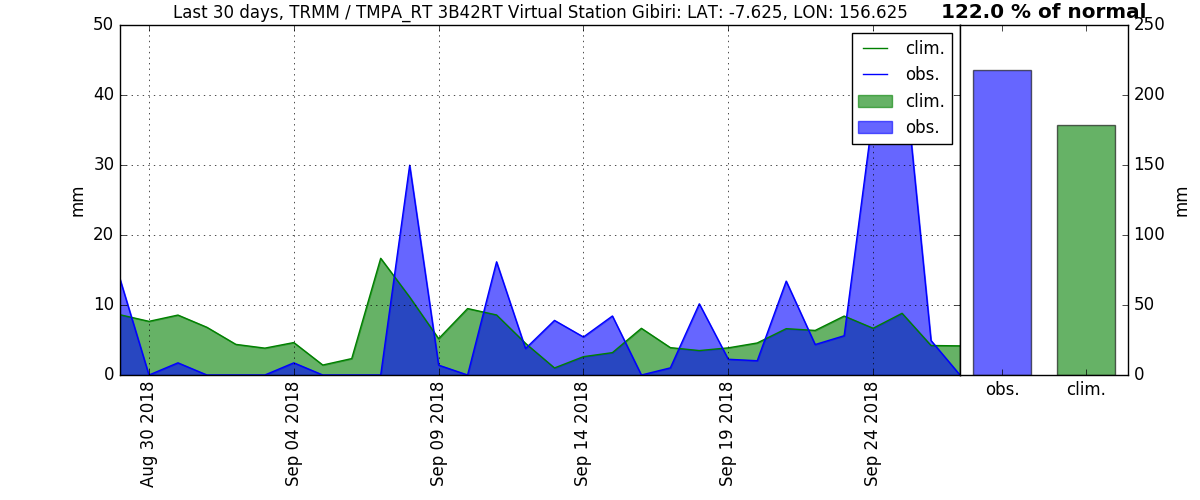 Last 30 days, TRMM / TMPA_RT 3B42RT Virtual Station Gibiri: LAT: -7.625, LON: 156.625
122.0 % of normal
50
40
30
20
10
0
mm
clim.
obs.
clim.
obs.
Aug 30 2018
Sep 04 2018
Sep 09 2018
Sep 14 2018
Sep 19 2018
Sep 24 2018
250
200
150
100
50
0
mm
obs.
clim.